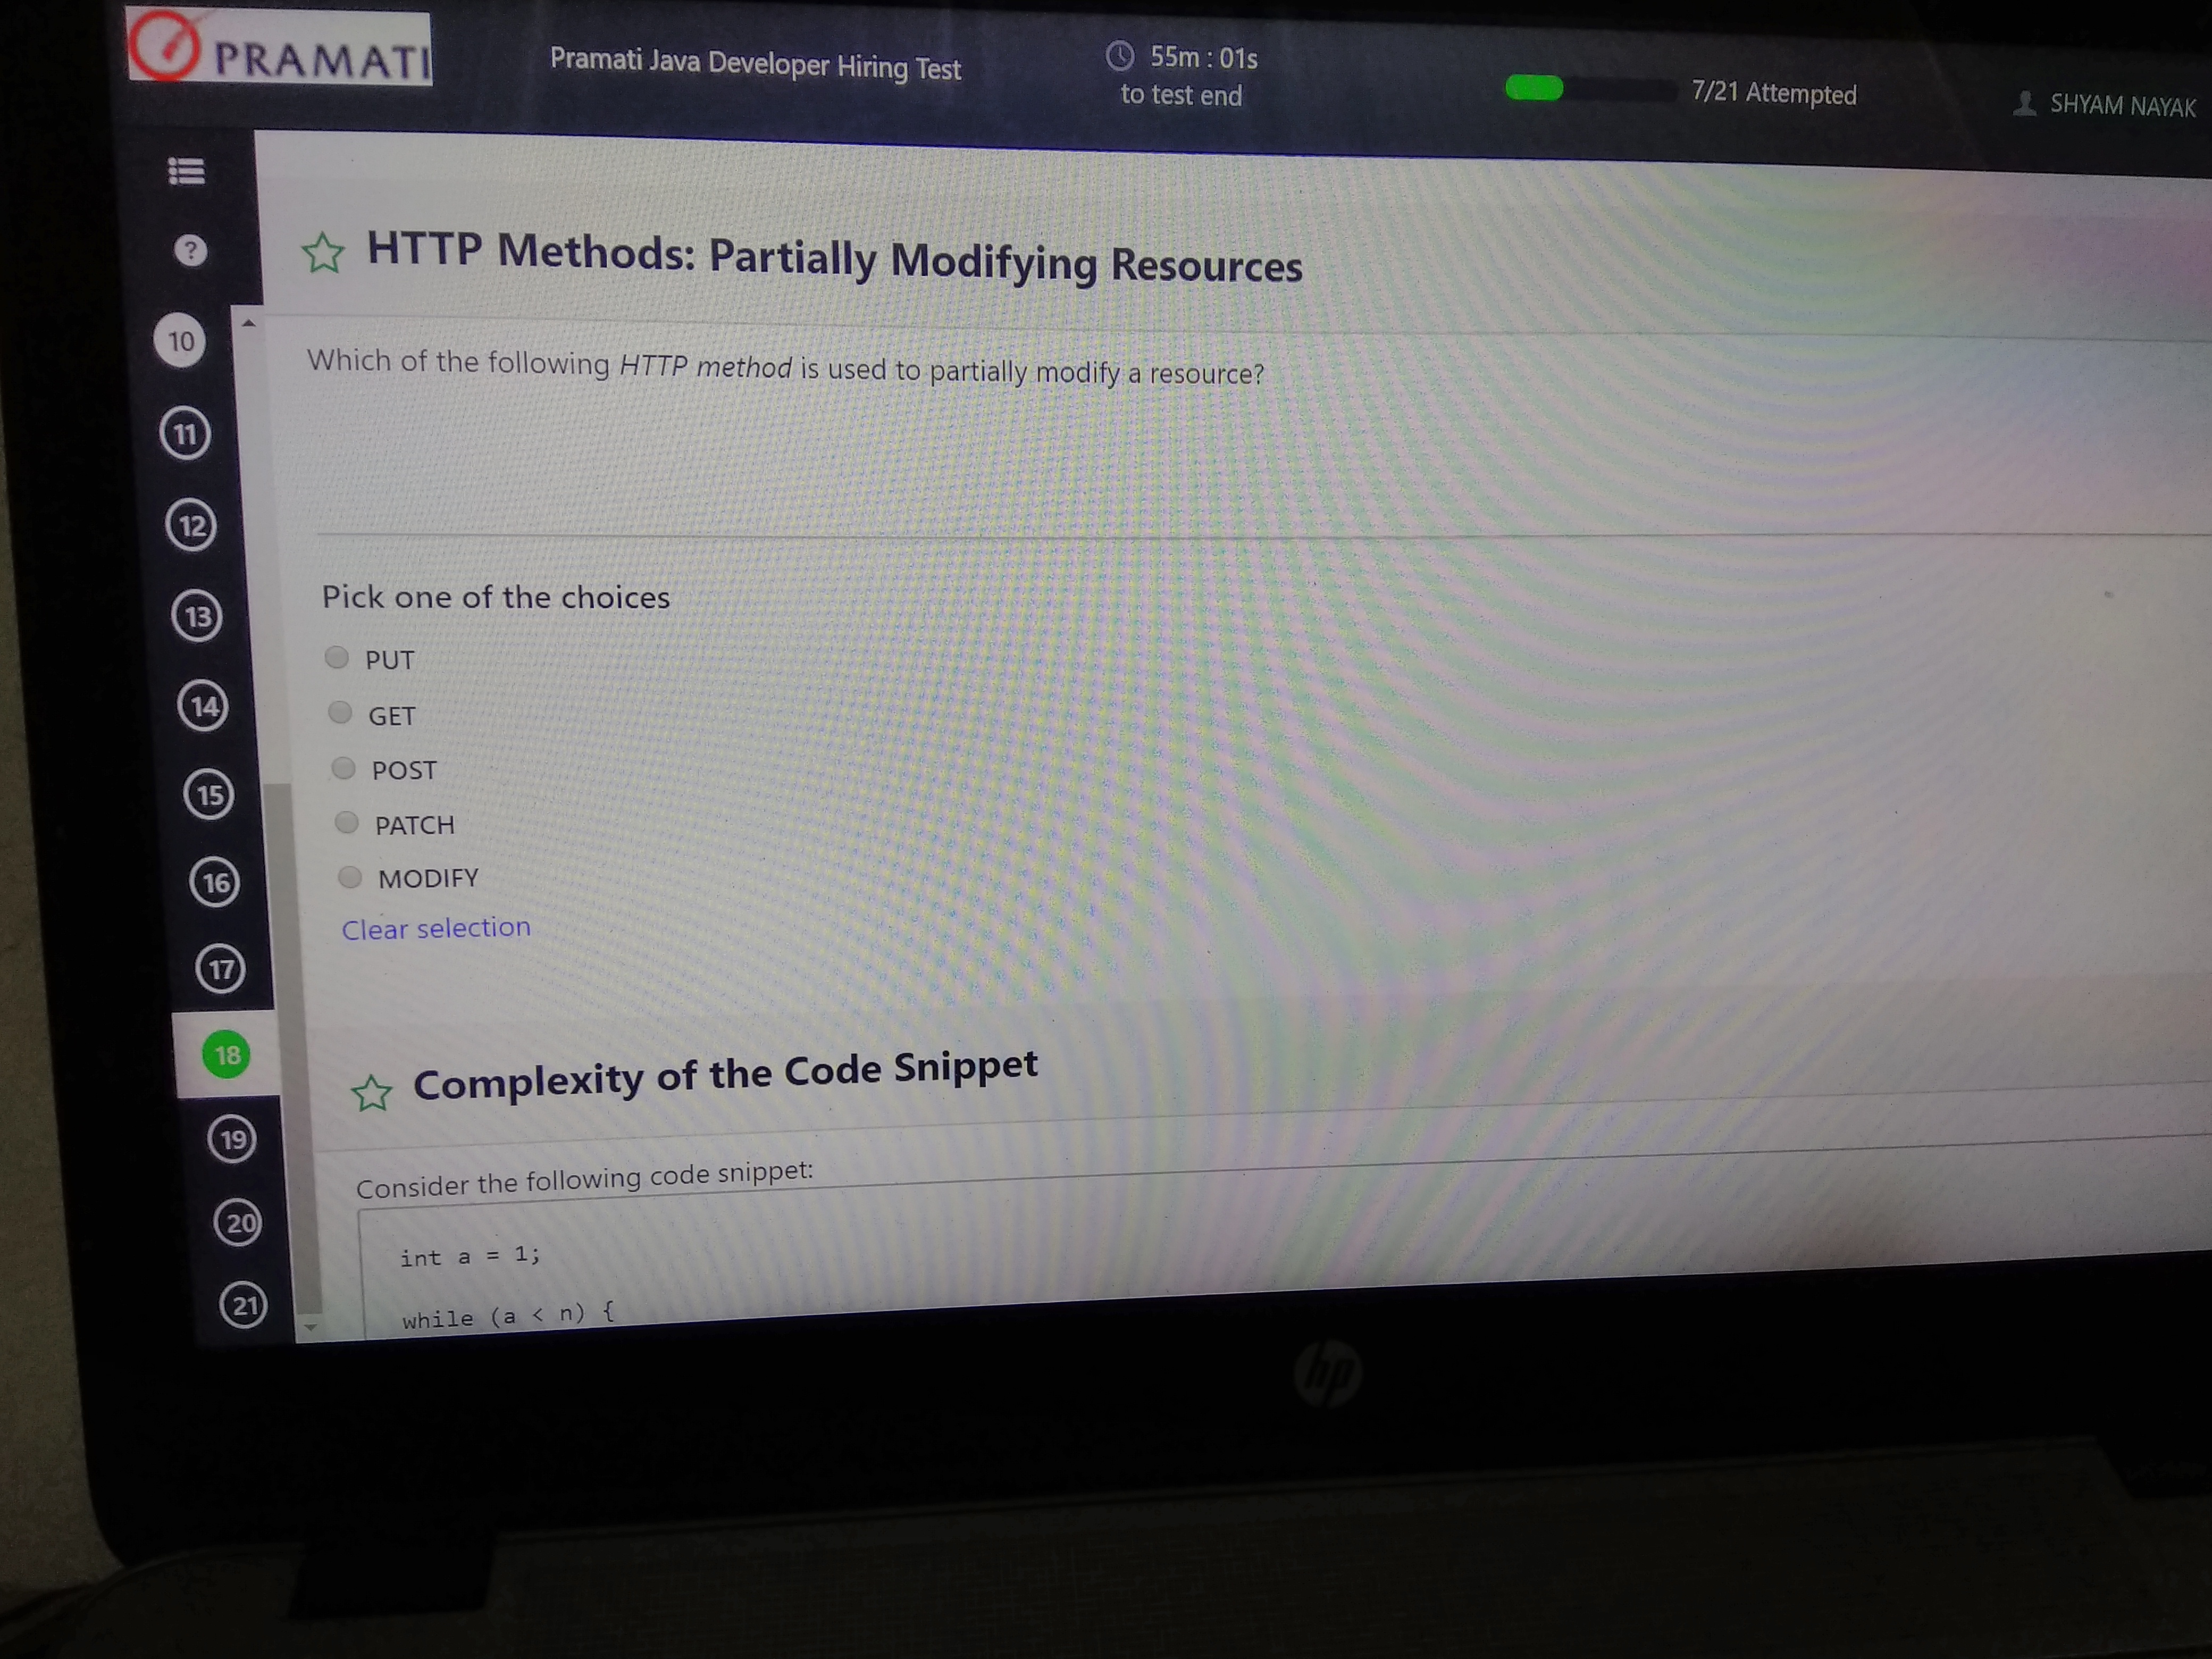 PRAMATI
Pramati Java Developer Hiring Test
55m : 01s
to test end
7/21 Attempted
SHYAM NAYAK
?
10
11
12
13
14
15
16
17
18
19
20
21
HTTP Methods: Partially Modifying Resources
Which of the following HTTP method is used to partially modify a resource?
Pick one of the choices
PUT
GET
POST
PATCH
MODIFY
Clear selection
Complexity of the Code Snippet
Consider the following code snippet:
int a = 1;
while (a < n) {
hp